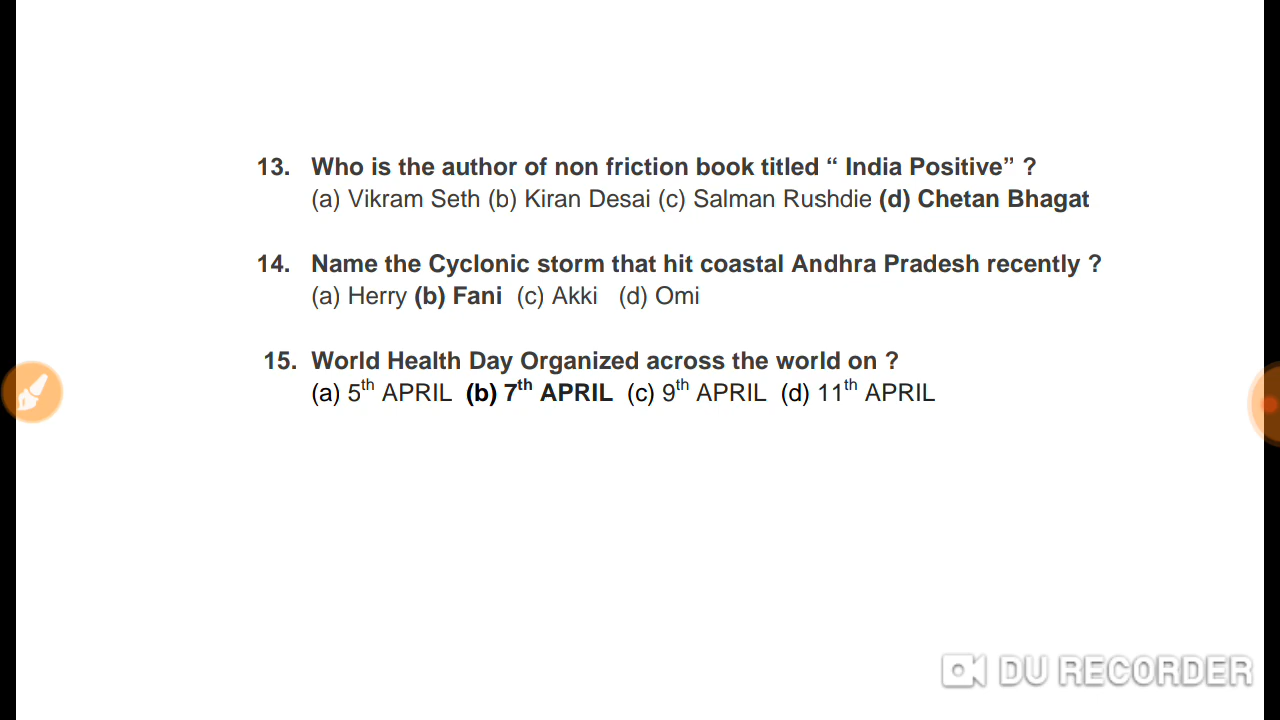 13. Who is the author of non friction book titled “ India Positive” ?
(a) Vikram Seth (b) Kiran Desai (c) Salman Rushdie (d) Chetan Bhagat
14. Name the Cyclonic storm that hit coastal Andhra Pradesh recently ?
(a) Herry (b) Fani (c) Akki (d) Omi
15. World Health Day Organized across the world on ?
(a) 5th APRIL (b) 7th APRIL (c) 9th APRIL (d) 11th APRIL
DU RECORDER